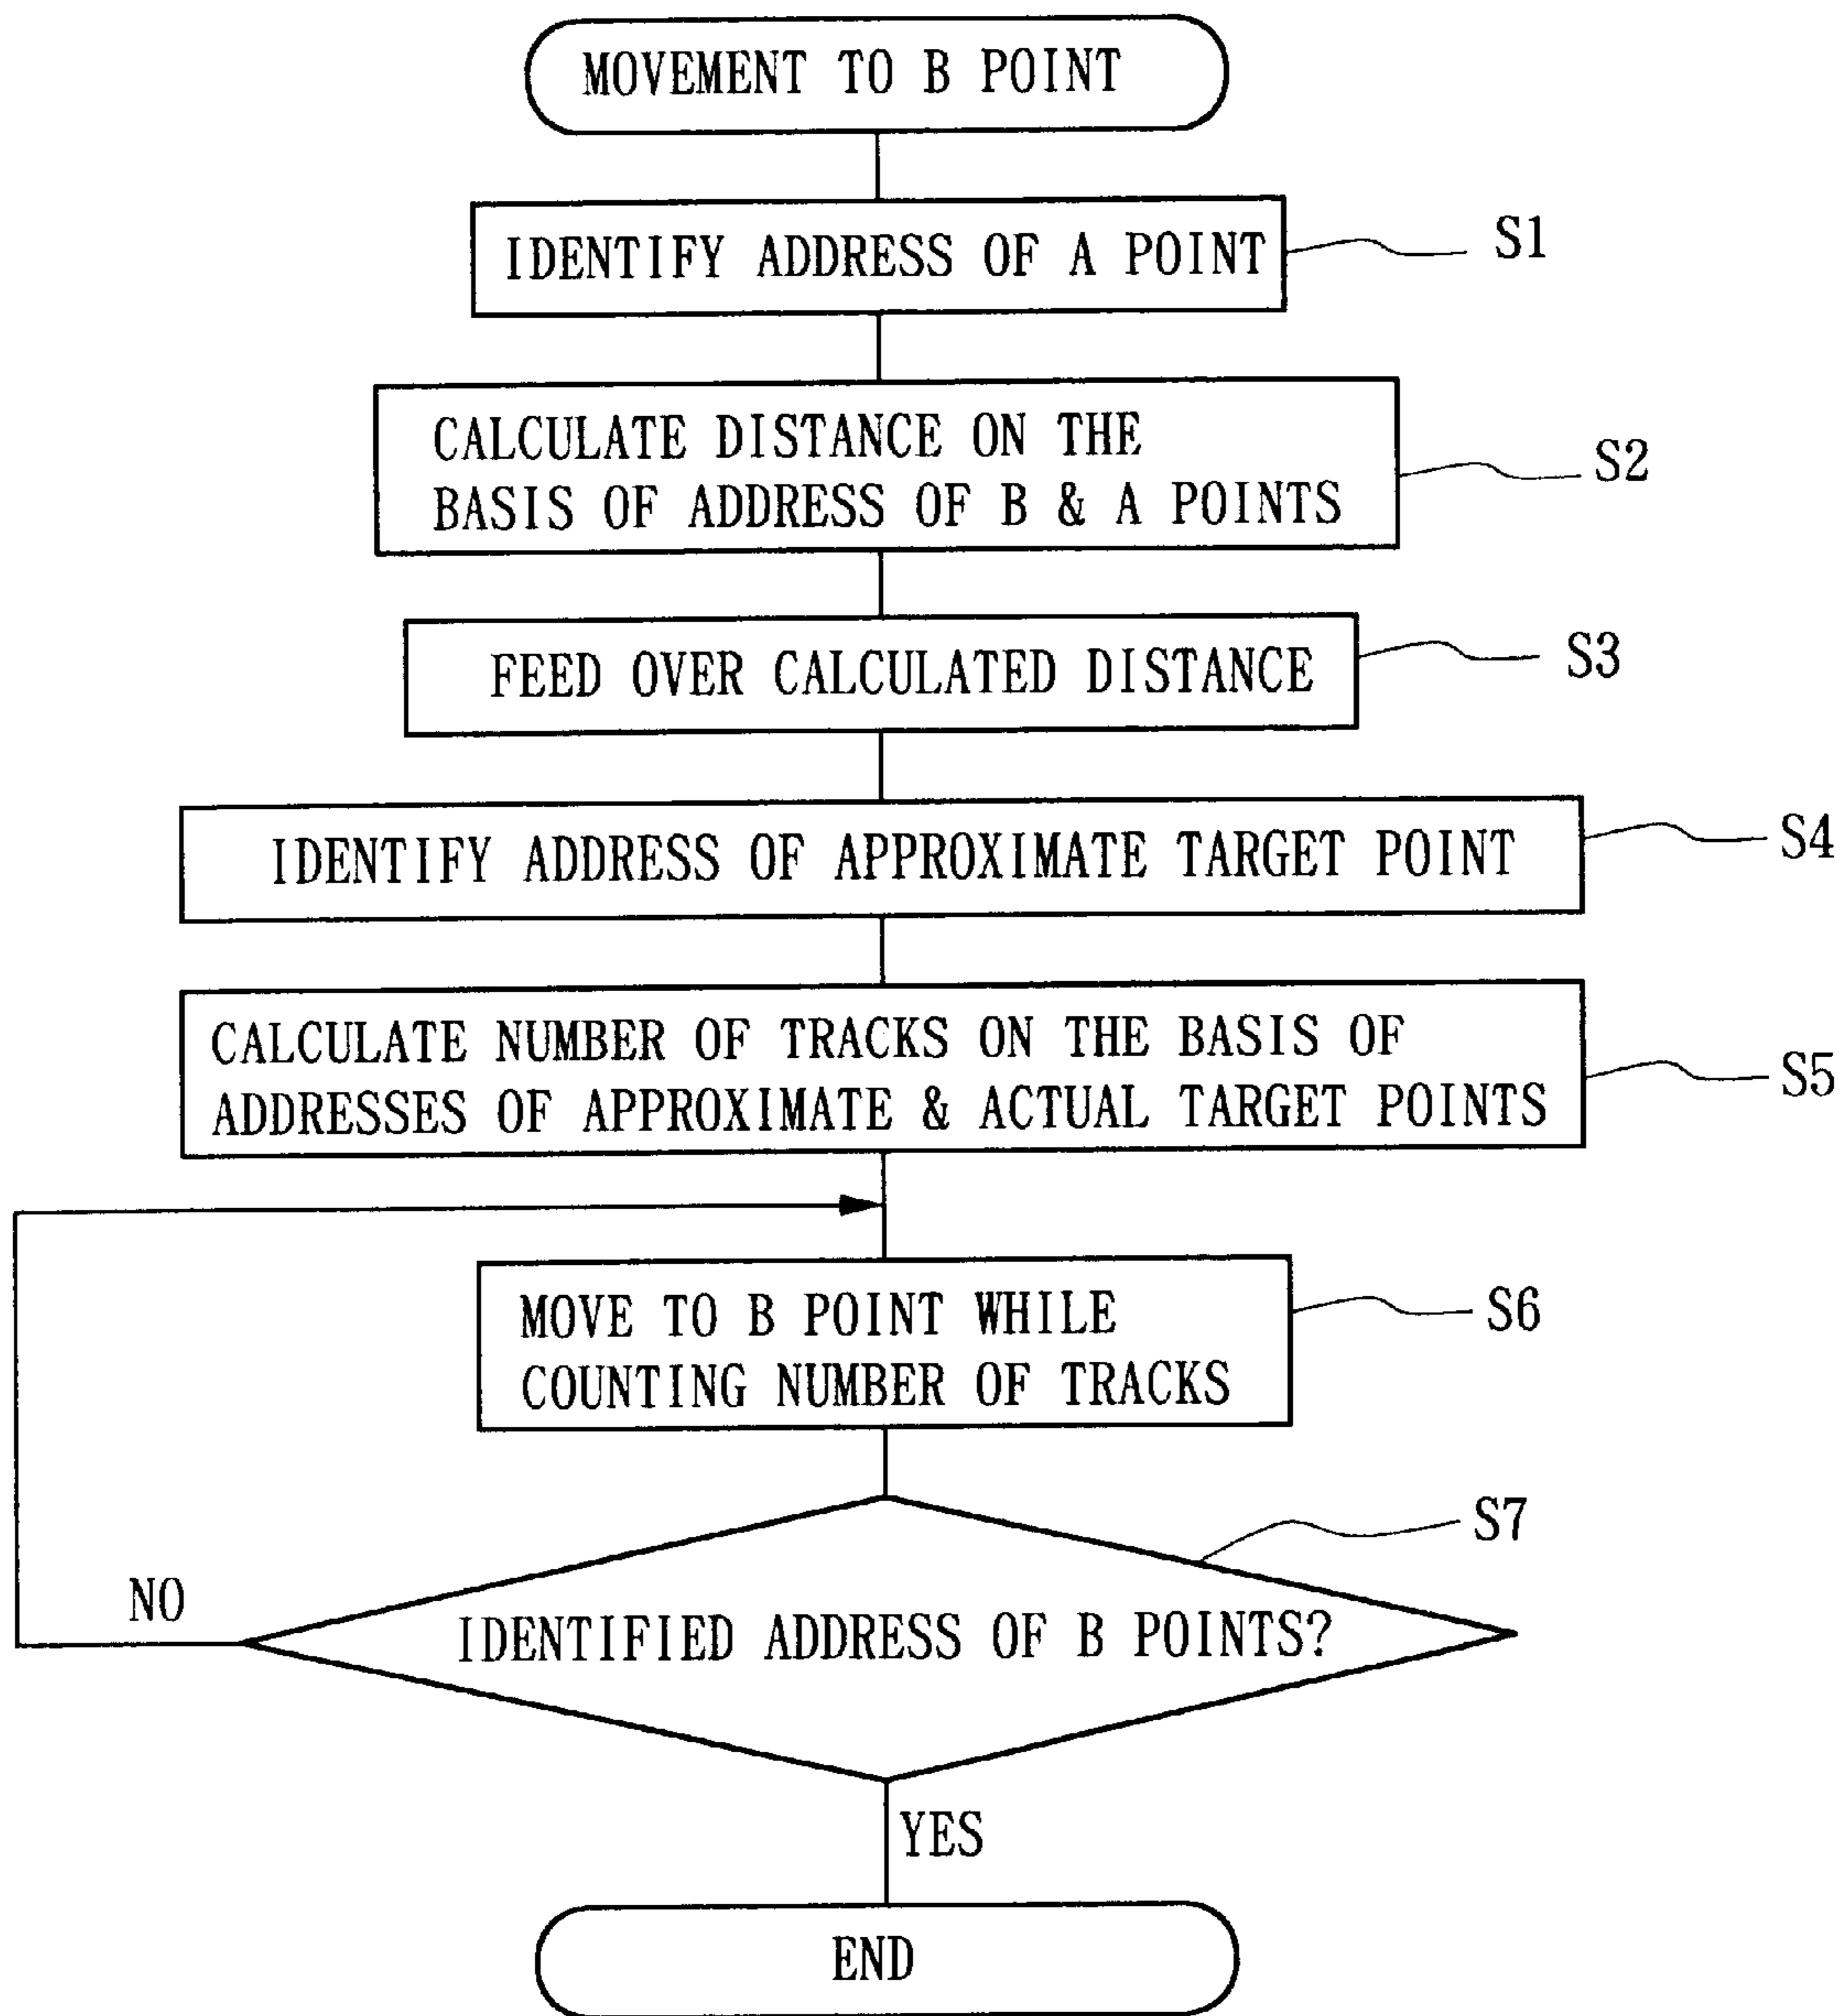 MOVEMENT TO B POINT
IDENTIFY ADDRESS OF A POINT
S1
CALCULATE DISTANCE ON THE
BASIS OF ADDRESS OF B & A POINTS
S2
FEED OVER CALCULATED DISTANCE
S3
IDENTIFY ADDRESS OF APPROXIMATE TARGET POINT
S4
CALCULATE NUMBER OF TRACKS ON THE BASIS OF
ADDRESSES OF APPROXIMATE & ACTUAL TARGET POINTS
S5
MOVE TO B POINT WHILE
COUNTING NUMBER OF TRACKS
S6
S7
NO
IDENTIFIED ADDRESS OF B POINTS?
YES
END